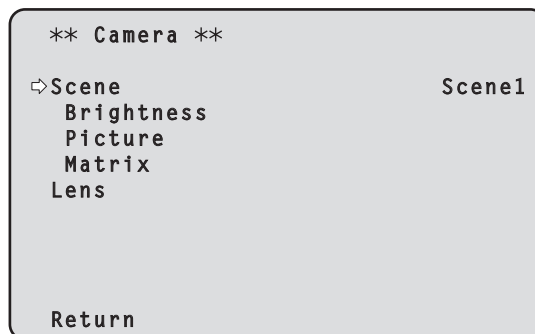 ** Camera **
⇨Scene Scene1
Brightness
Picture
Matrix
Lens
Return